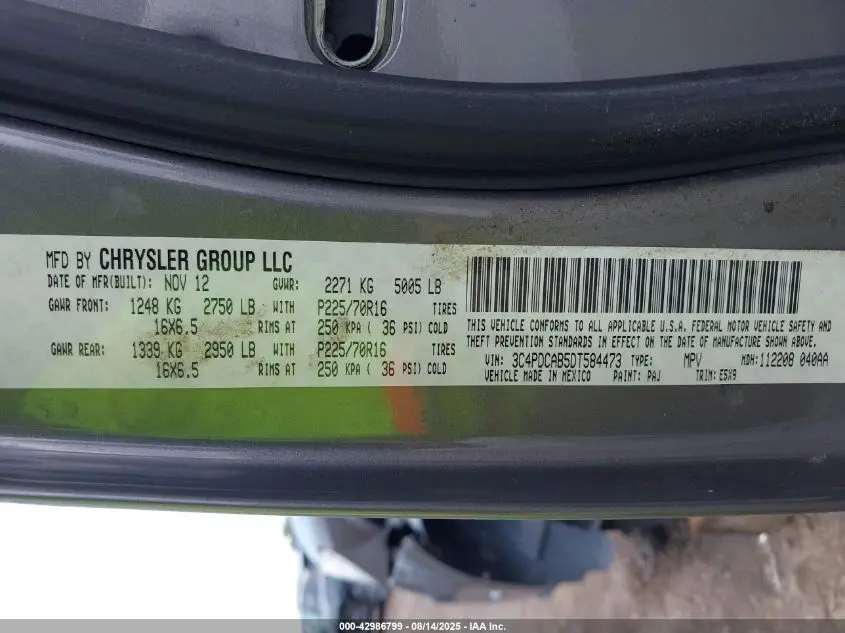 MFD BY CHRYSLER GROUP LLC
DATE OF MFR(BUILT): NOV 12 GVWR: 2271 KG 5005 LB
GAWR FRONT: 1248 KG 2750 LB WITH P225/70R16 TIRES
16X6.5 RIMS AT 250 KPA ( 36 PSI) COLD
GAWR REAR: 1339 KG 2950 LB WITH P225/70R16 TIRES
16X6.5 RIMS AT 250 KPA ( 36 PSI) COLD
THIS VEHICLE CONFORMS TO ALL APPLICABLE U.S.A. FEDERAL MOTOR VEHICLE SAFETY AND
THEFT PREVENTION STANDARDS IN EFFECT ON THE DATE OF MANUFACTURE SHOWN ABOVE.
VIN: 3C4PDCAB5DT584473 TYPE: MPV MDH: 112208 040AA
VEHICLE MADE IN MEXICO PAINT: PAJ TRIM: E5X9
000-42986799 - 08/14/2025 - IAA Inc.